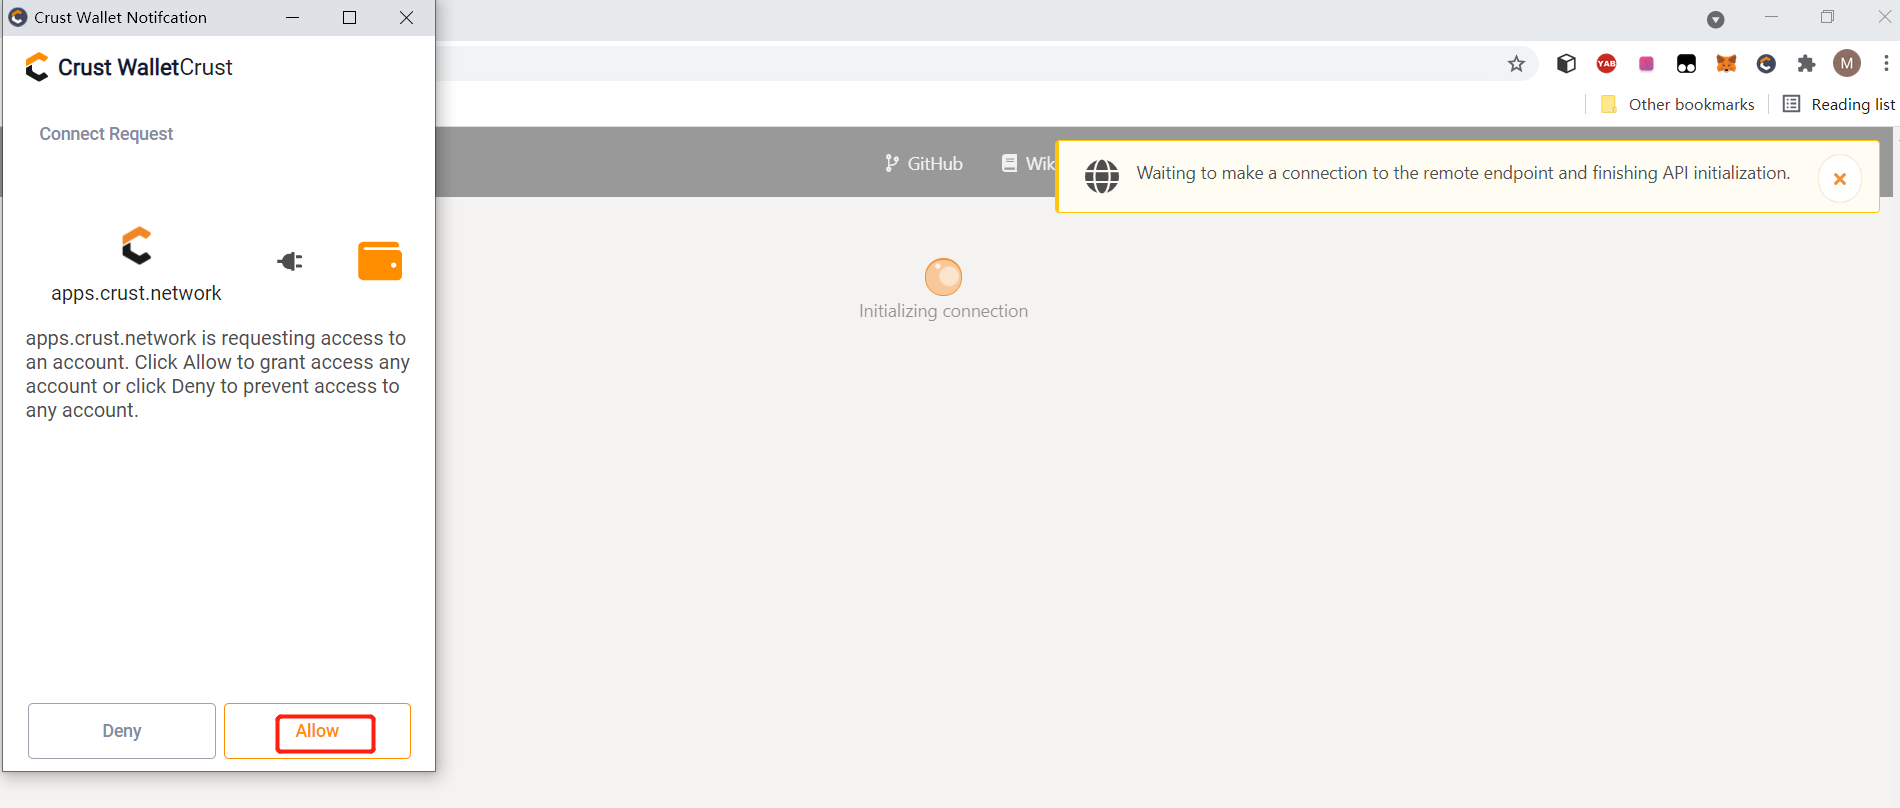 Crust Wallet Notifcation
Crust WalletCrust
Connect Request
apps.crust.network
apps.crust.network is requesting access to
an account. Click Allow to grant access any
account or click Deny to prevent access to
any account.
Deny
Allow
YAB
M
Other bookmarks
Reading list
GitHub
Wik
Waiting to make a connection to the remote endpoint and finishing API initialization.
Initializing connection